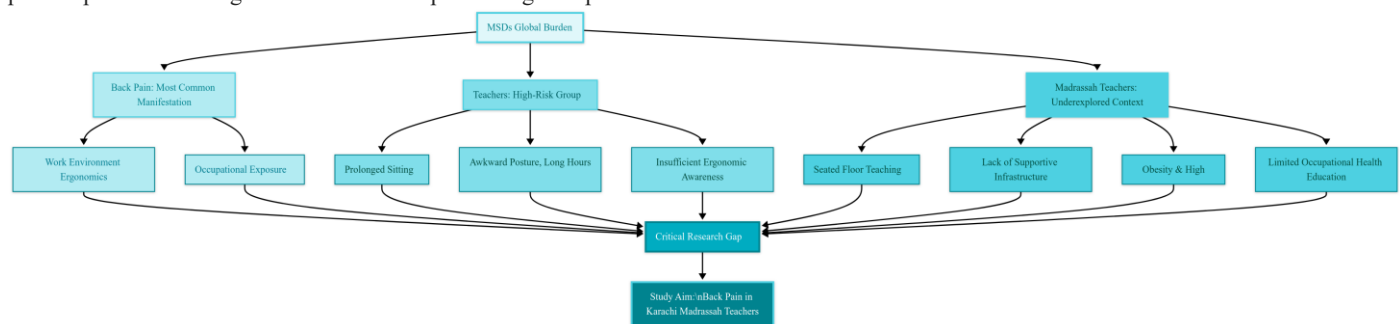 MSDs Global Burden
Back Pain: Most Common
Manifestation
Teachers: High-Risk Group
Madrassah Teachers:
Underexplored Context
Work Environment
Ergonomics
Occupational Exposure
Prolonged Sitting
Awkward Posture, Long Hours
Insufficient Ergonomic
Awareness
Seated Floor Teaching
Lack of Supportive
Infrastructure
Obesity & High
Limited Occupational Health
Education
Critical Research Gap
Study Aim:\nBack Pain in
Karachi Madrassah Teachers